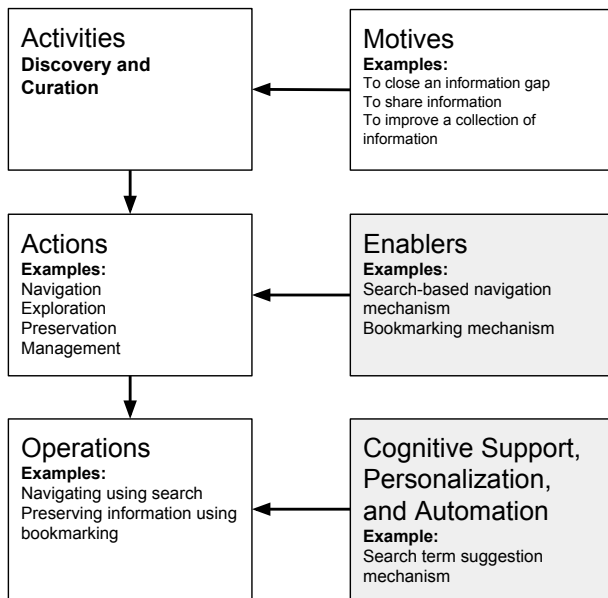 Activities
Discovery and
Curation
Motives
Examples:
To close an information gap
To share information
To improve a collection of
information
Actions
Examples:
Navigation
Exploration
Preservation
Management
Enablers
Examples:
Search-based navigation
mechanism
Bookmarking mechanism
Operations
Examples:
Navigating using search
Preserving information using
bookmarking
Cognitive Support,
Personalization,
and Automation
Example:
Search term suggestion
mechanism